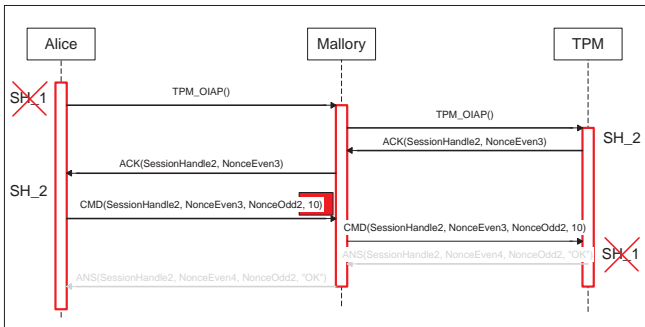 Alice
Mallory
TPM
SH_1
TPM_OIAP()
TPM_OIAP()
SH_2
ACK(SessionHandle2, NonceEven3)
ACK(SessionHandle2, NonceEven3)
SH_2
CMD(SessionHandle2, NonceEven3, NonceOdd2, 10)
CMD(SessionHandle2, NonceEven3, NonceOdd2, 10)
ANS(SessionHandle2, NonceEven4, NonceOdd2, "OK")
SH_1
ANS(SessionHandle2, NonceEven4, NonceOdd2, "OK")